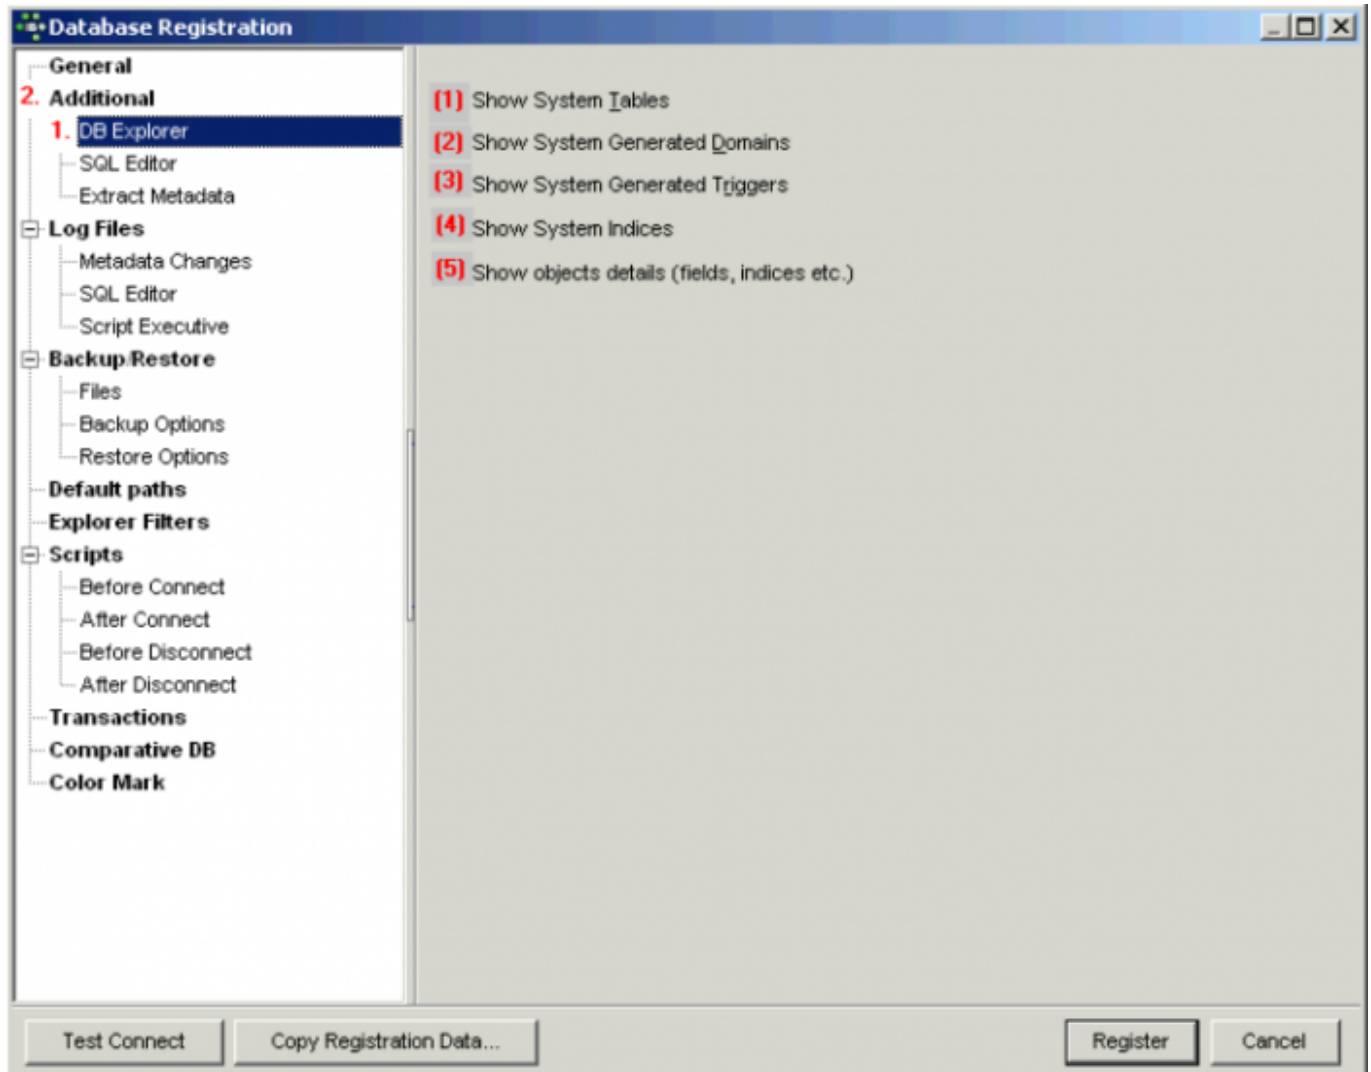 Database Registration
General
2. Additional
1. DB Explorer
SQL Editor
Extract Metadata
Log Files
Metadata Changes
SQL Editor
Script Executive
Backup/Restore
Files
Backup Options
Restore Options
Default paths
Explorer Filters
Scripts
Before Connect
After Connect
Before Disconnect
After Disconnect
Transactions
Comparative DB
Color Mark
(1) Show System Tables
(2) Show System Generated Domains
(3) Show System Generated Triggers
(4) Show System Indices
(5) Show objects details (fields, indices etc.)
Test Connect
Copy Registration Data...
Register
Cancel